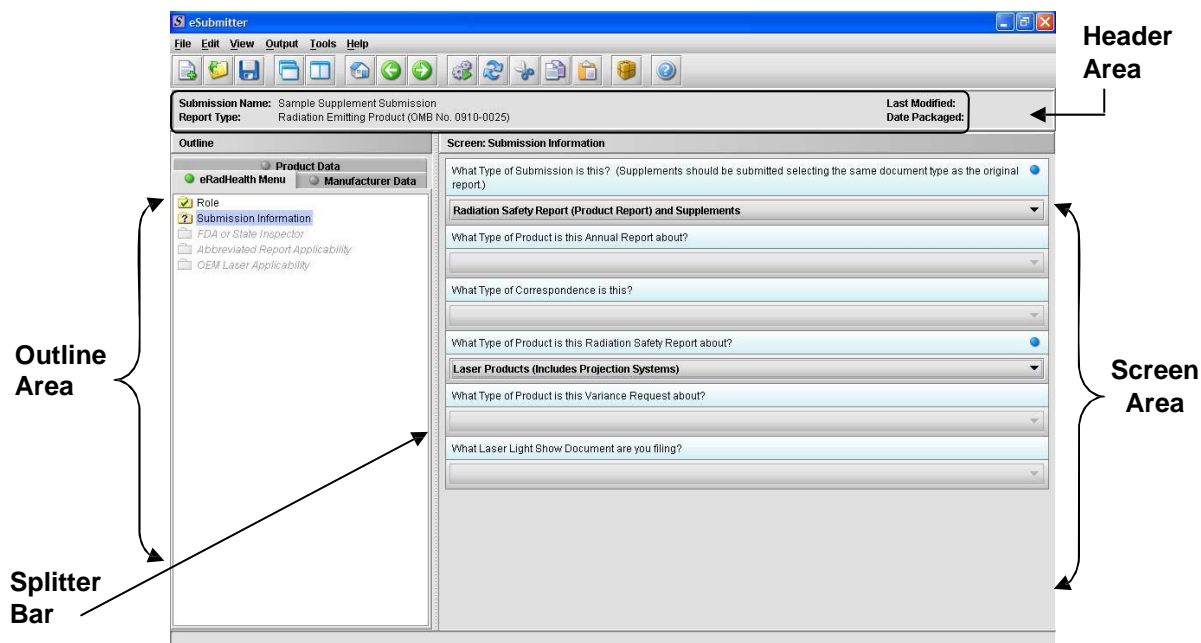 eSubmitter
File Edit View Output Tools Help
Submission Name: Sample Supplement Submission
Report Type: Radiation Emitting Product (OMB No. 0910-0025)
Last Modified:
Date Packaged:
Header
Area
Outline
Product Data
eRadHealth Menu
Manufacturer Data
Role
Submission Information
FDA or State Inspector
Abbreviated Report Applicability
OEM Laser Applicability
Screen: Submission Information
What Type of Submission is this? (Supplements should be submitted selecting the same document type as the original
report.)
Radiation Safety Report (Product Report) and Supplements
What Type of Product is this Annual Report about?
What Type of Correspondence is this?
What Type of Product is this Radiation Safety Report about?
Laser Products (Includes Projection Systems)
What Type of Product is this Variance Request about?
What Laser Light Show Document are you filing?
Outline
Area
Screen
Area
Splitter
Bar